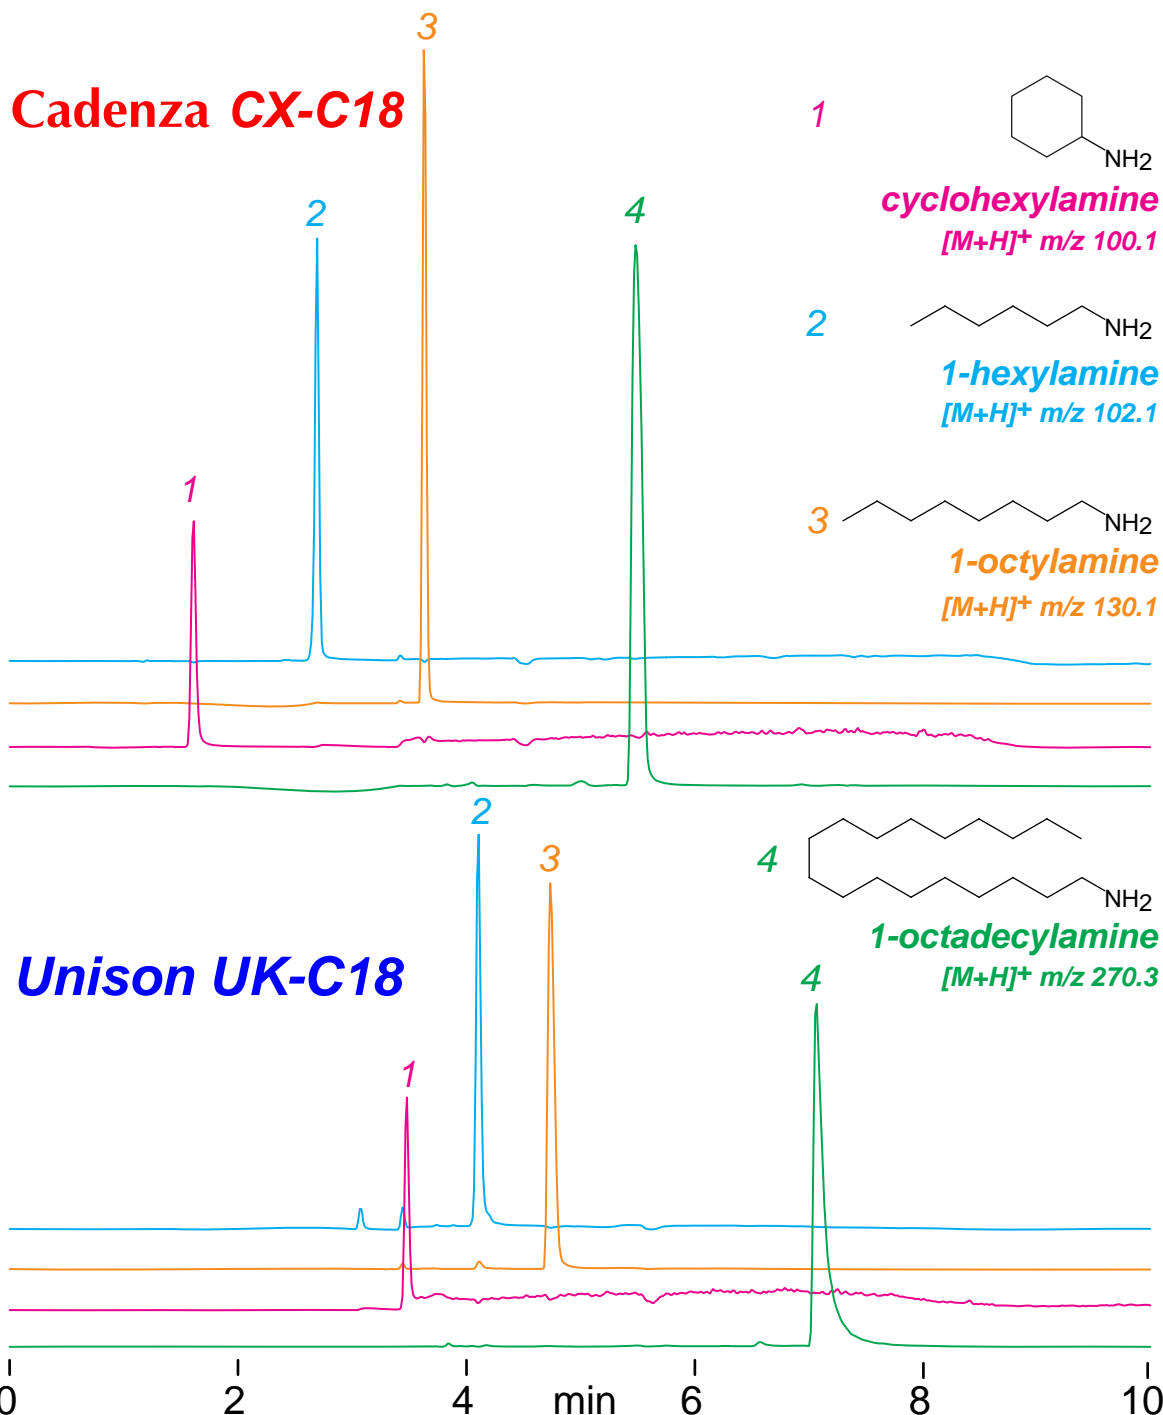 3
Cadenza CX-C18
1
NH2
cyclohexylamine
[M+H]+ m/z 100.1
2
4
2
NH2
1-hexylamine
[M+H]+ m/z 102.1
1
3
NH2
1-octylamine
[M+H]+ m/z 130.1
2
3
4
NH2
1-octadecylamine
[M+H]+ m/z 270.3
Unison UK-C18
4
1
0 2 4 min 6 8 10